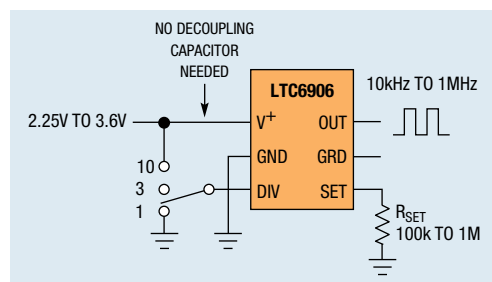 NO DECOUPLING
CAPACITOR
NEEDED
LTC6906
10kHz TO 1MHz
2.25V TO 3.6V
V+
OUT
GND
GRD
DIV
SET
10
3
1
RSET
100k TO 1M